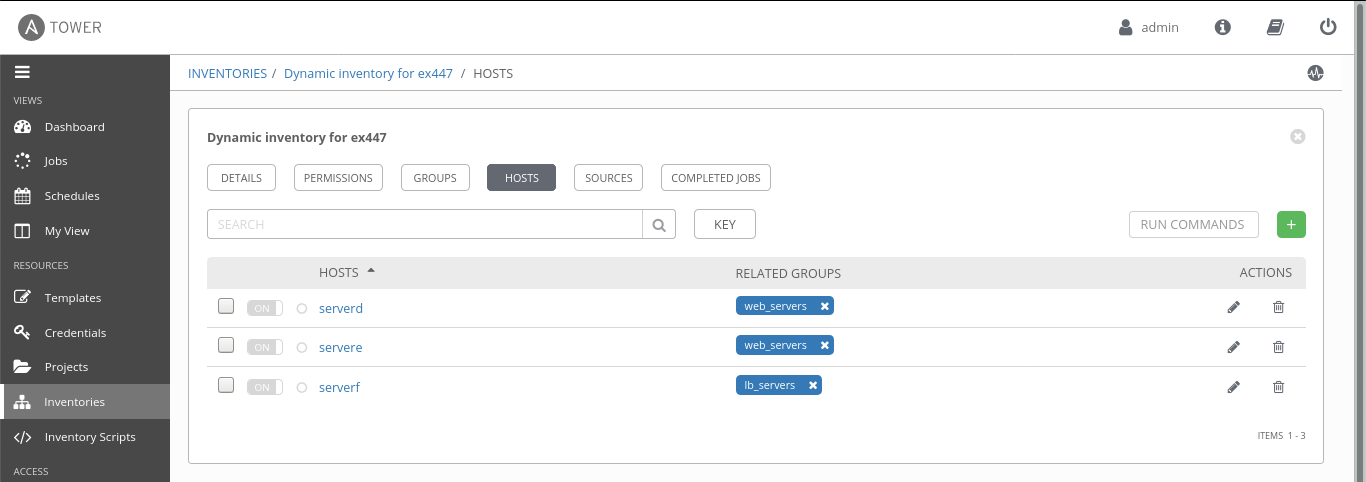 TOWER
admin
INVENTORIES / Dynamic inventory for ex447 / HOSTS
VIEWS
Dashboard
Jobs
Schedules
My View
RESOURCES
Templates
Credentials
Projects
Inventories
Inventory Scripts
ACCESS
Dynamic inventory for ex447
DETAILS PERMISSIONS GROUPS HOSTS SOURCES COMPLETED JOBS
SEARCH KEY RUN COMMANDS +
HOSTS RELATED GROUPS ACTIONS
ON serverd web_servers
ON servere web_servers
ON serverf lb_servers
ITEMS 1 - 3